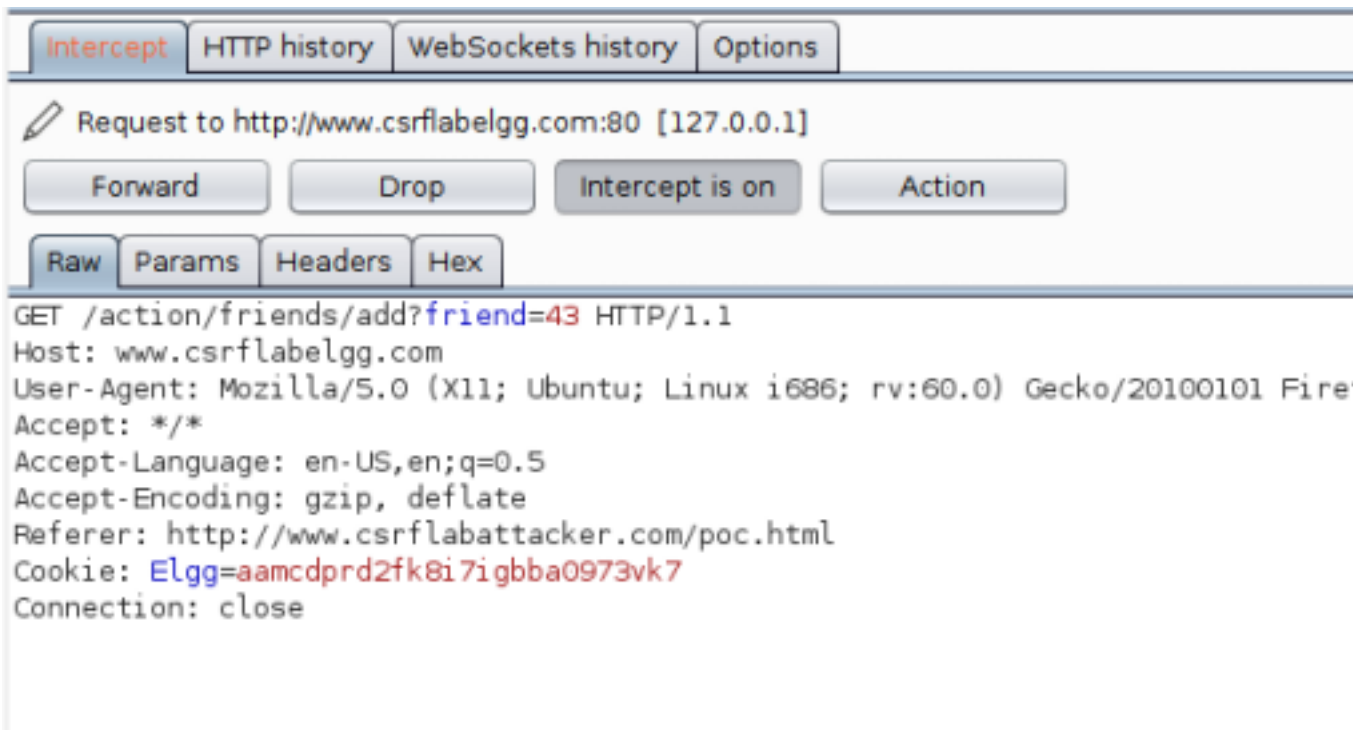 Intercept HTTP history WebSockets history Options
Request to http://www.csrflabelgg.com:80 [127.0.0.1]
Forward Drop Intercept is on Action
Raw Params Headers Hex
GET /action/friends/add?friend=43 HTTP/1.1
Host: www.csrflabelgg.com
User-Agent: Mozilla/5.0 (X11; Ubuntu; Linux i686; rv:60.0) Gecko/20100101 Fire
Accept: */*
Accept-Language: en-US,en;q=0.5
Accept-Encoding: gzip, deflate
Referer: http://www.csrflabattacker.com/poc.html
Cookie: Elgg=aamcdprd2fk8i7igbba0973vk7
Connection: close